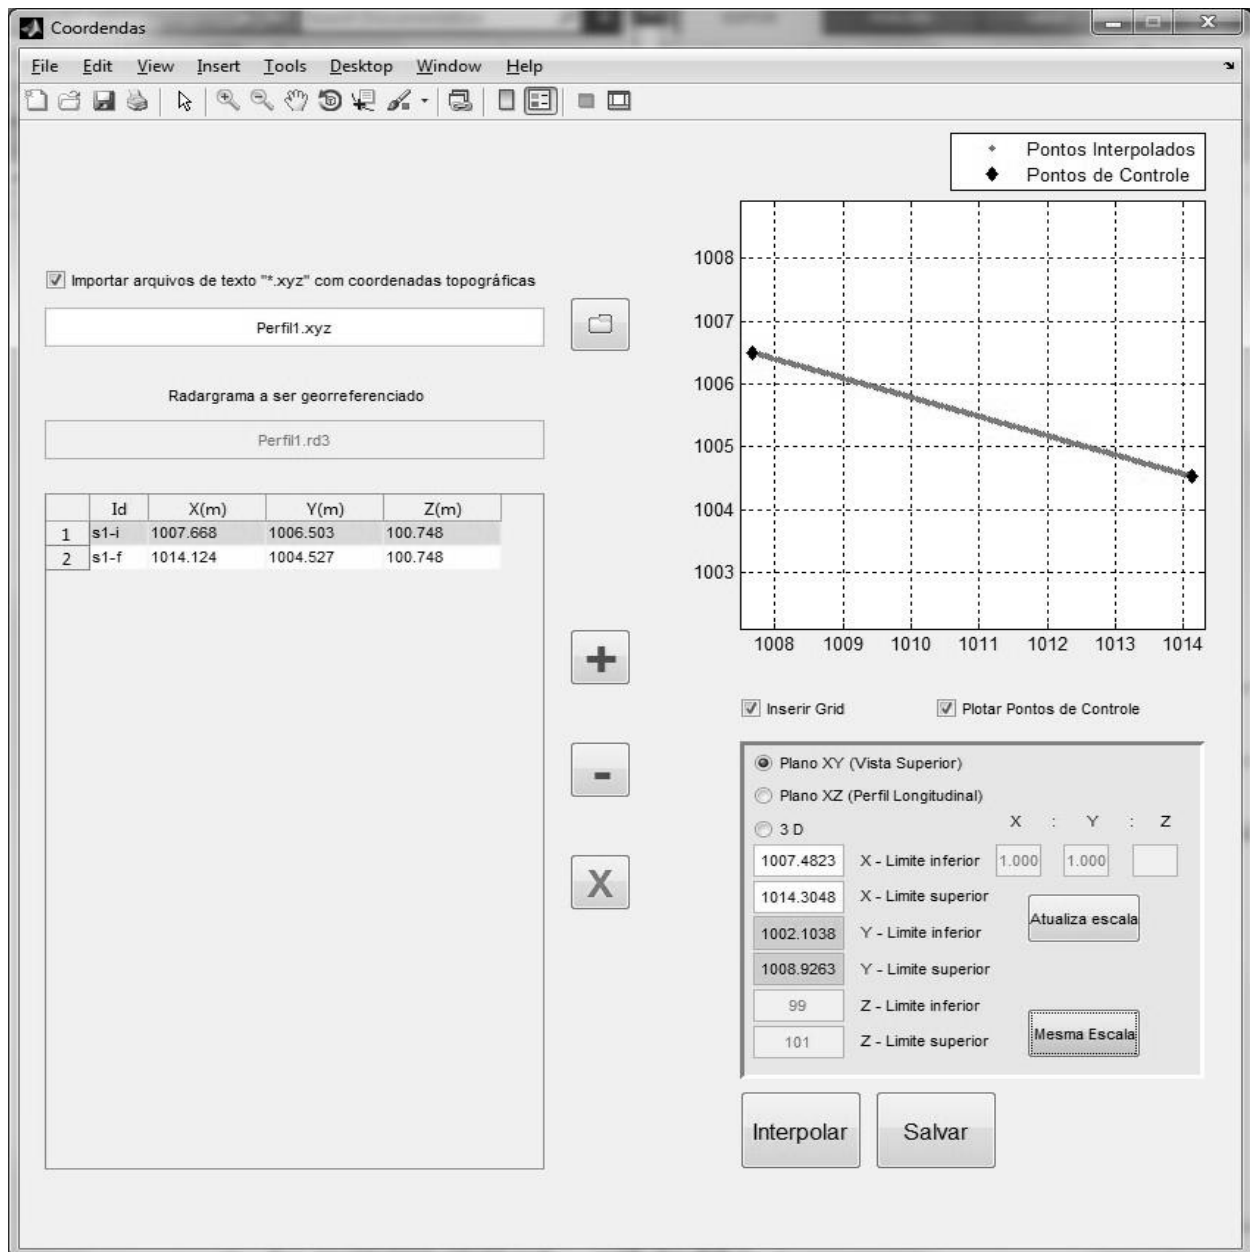 Coordendas
File Edit View Insert Tools Desktop Window Help
Pontos Interpolados
Pontos de Controle
Importar arquivos de texto "*.xyz" com coordenadas topográficas
Perfil1.xyz
Radargrama a ser georreferenciado
Perfil1.rd3
Id X(m) Y(m) Z(m)
1 s1-i 1007.668 1006.503 100.748
2 s1-f 1014.124 1004.527 100.748
+
-
X
1008
1007
1006
1005
1004
1003
1008 1009 1010 1011 1012 1013 1014
Inserir Grid Plotar Pontos de Controle
Plano XY (Vista Superior)
Plano XZ (Perfil Longitudinal)
3 D
X : Y : Z
1007.4823 X - Limite inferior 1.000 1.000
1014.3048 X - Limite superior
Atualiza escala
1002.1038 Y - Limite inferior
1008.9263 Y - Limite superior
99 Z - Limite inferior
101 Z - Limite superior
Mesma Escala
Interpolar Salvar